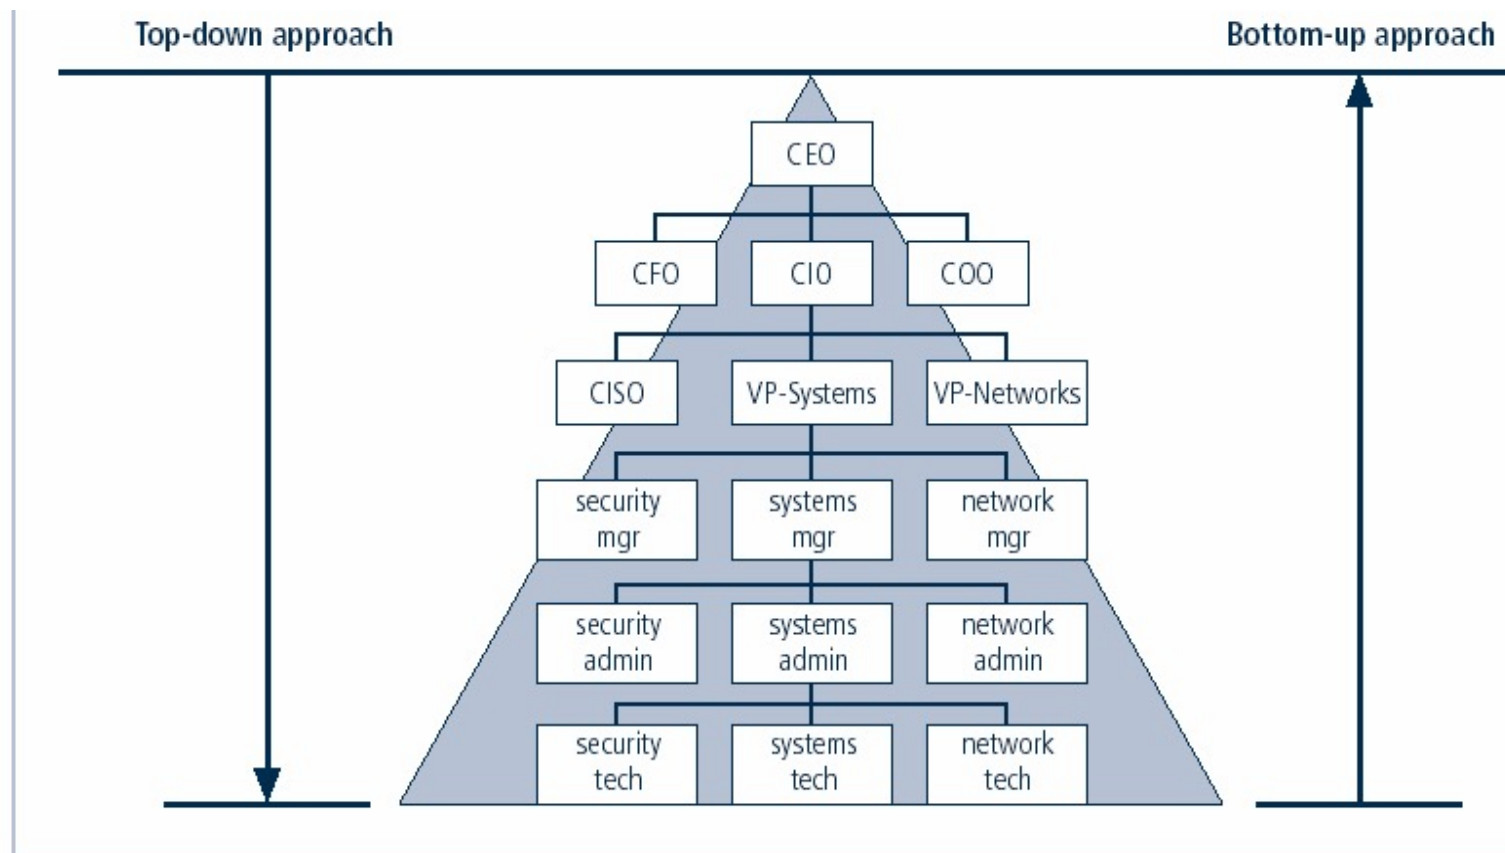 Top-down approach
Bottom-up approach
CEO
CFO
CIO
COO
CISO
VP-Systems
VP-Networks
security
mgr
systems
mgr
network
mgr
security
admin
systems
admin
network
admin
security
tech
systems
tech
network
tech